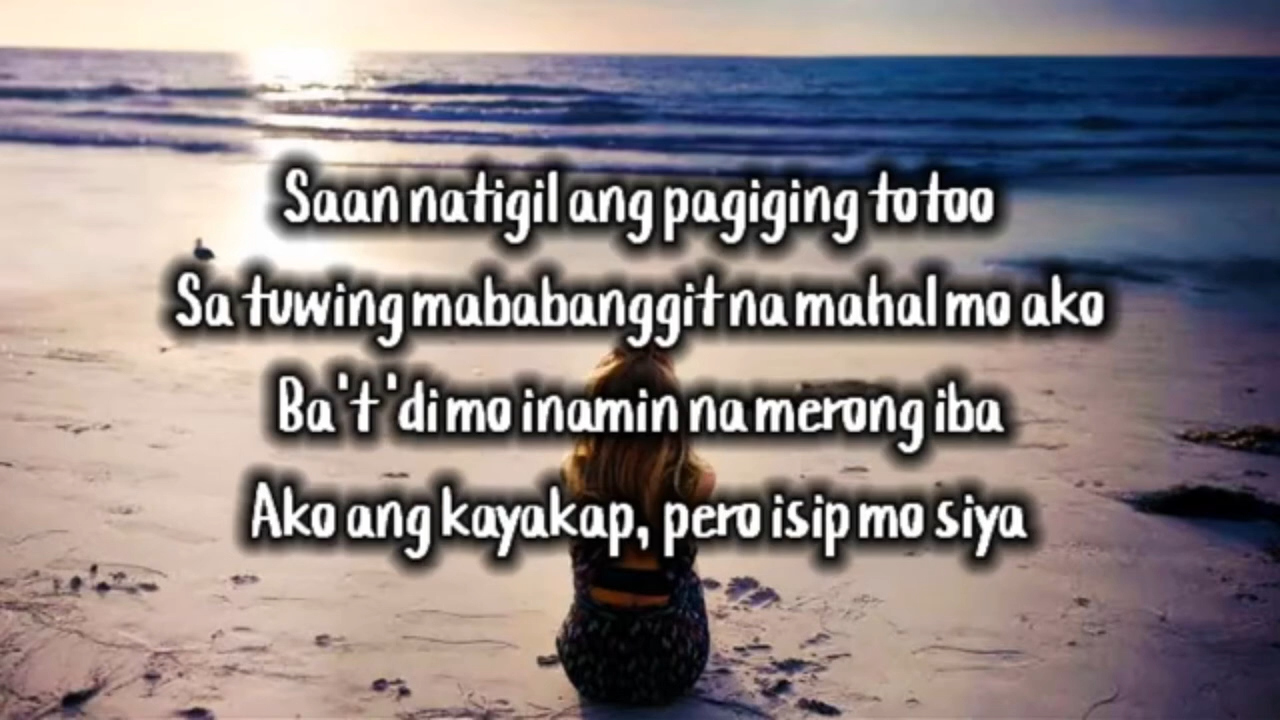 Saan natigil ang pagiging totoo
Sa tuwing mababanggit na mahal mo ako
Ba't 'di mo inamin na merong iba
Ako ang kayakap, pero isip mo siya